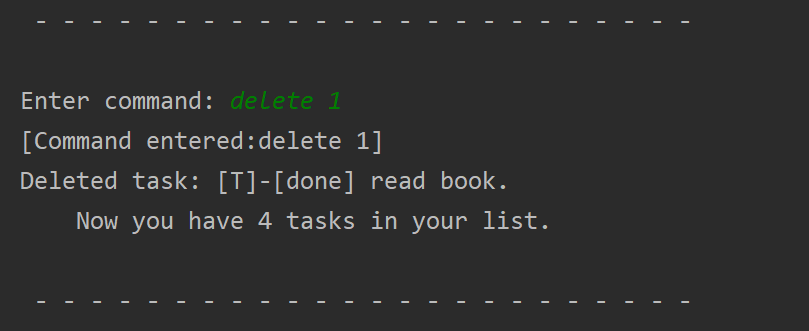 - - - - - - - - - - - - - - - - - - - - - - - -
Enter command: delete 1
[Command entered:delete 1]
Deleted task: [T]-[done] read book.
Now you have 4 tasks in your list.
- - - - - - - - - - - - - - - - - - - - - - - -